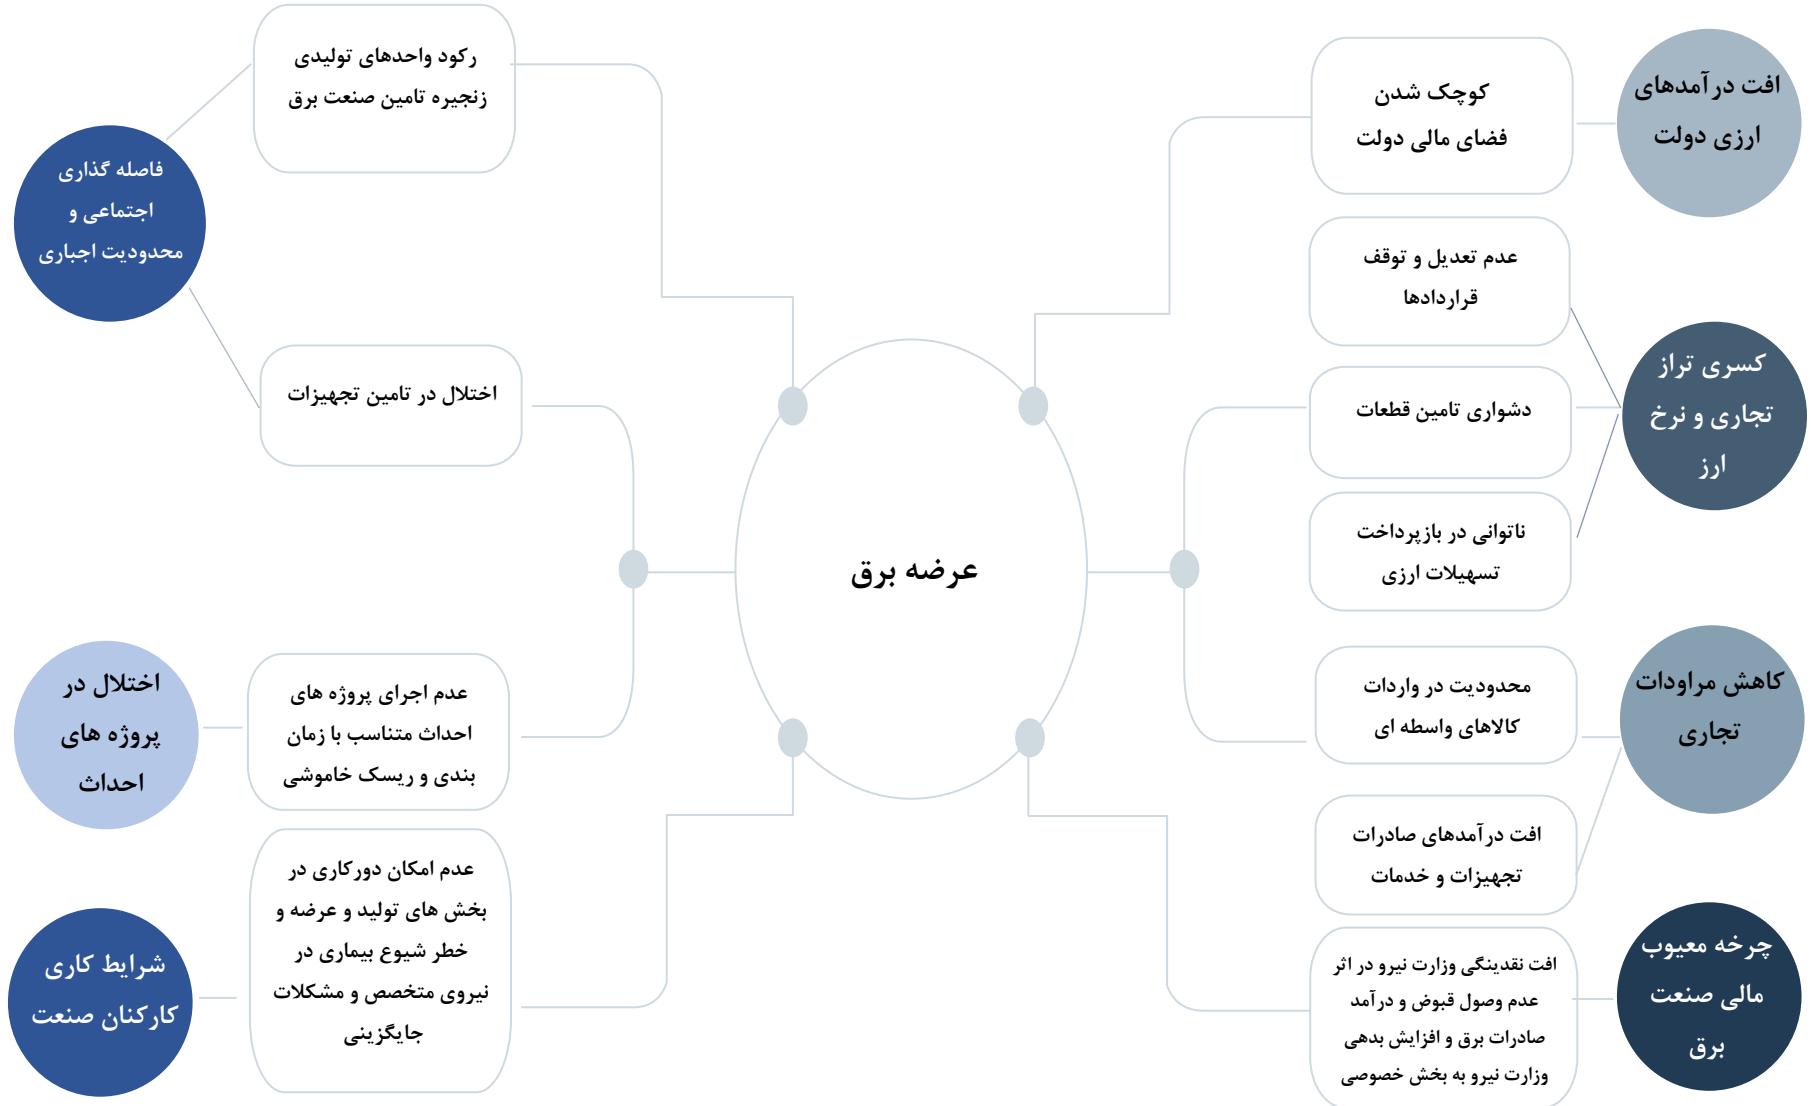 افت درآمدهای
ارزی دولت
کوچک شدن
فضای مالی دولت
کسری تراز
تجاری و نرخ
ارز
عدم تعدیل و توقف
قراردادها
دشواری تامین قطعات
ناتوانی در بازپرداخت
تسهیلات ارزی
کاهش مراودات
تجاری
محدودیت در واردات
کالاهای واسطه ای
افت درآمدهای صادرات
تجهیزات و خدمات
چرخه معیوب
مالی صنعت
برق
افت نقدینگی وزارت نیرو در اثر
عدم وصول قبوض و درآمد
صادرات برق و افزایش بدهی
وزارت نیرو به بخش خصوصی
عرضه برق
رکود واحدهای تولیدی
زنجیره تامین صنعت برق
فاصله گذاری
اجتماعی و
محدودیت اجباری
اختلال در تامین تجهیزات
عدم اجرای پروژه های
احداث متناسب با زمان
بندی و ریسک خاموشی
اختلال در
پروژه های
احداث
عدم امکان دورکاری در
بخش های تولید و عرضه و
خطر شیوع بیماری در
نیروی متخصص و مشکلات
جایگزینی
شرایط کاری
کارکنان صنعت